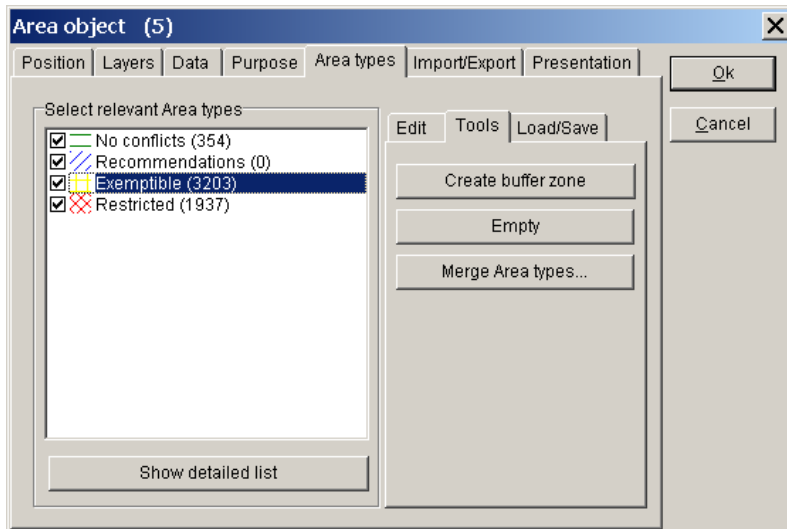 Area object (5)
Position Layers Data Purpose Area types Import/Export Presentation
Ok
Cancel
Select relevant Area types
No conflicts (354)
Recommendations (0)
Exemptible (3203)
Restricted (1937)
Show detailed list
Edit Tools Load/Save
Create buffer zone
Empty
Merge Area types...